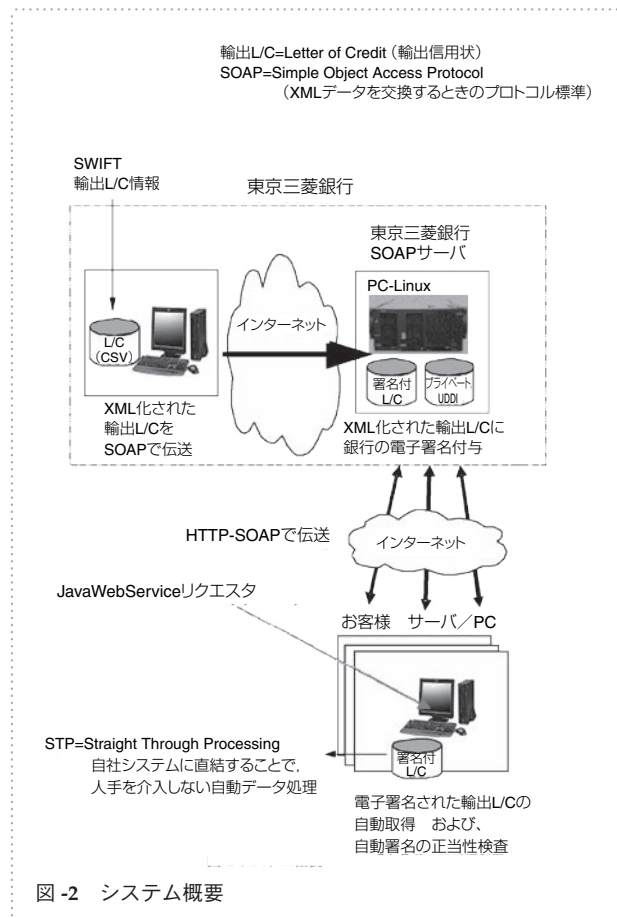 輸出L/C=Letter of Credit（輸出信用状）
SOAP=Simple Object Access Protocol
（XMLデータを交換するときのプロトコル標準）
SWIFT
輸出L/C情報
東京三菱銀行
東京三菱銀行
SOAPサーバ
PC-Linux
インターネット
L/C
（CSV）
署名付
L/C
プライベート
UDDI
XML化された
輸出L/Cを
SOAPで伝送
XML化された輸出L/Cに
銀行の電子署名付与
HTTP-SOAPで伝送
インターネット
JavaWebServiceリクエスタ
お客様　サーバ／PC
STP=Straight Through Processing
自社システムに直結することで,
人手を介入しない自動データ処理
署名付
L/C
電子署名された輸出L/Cの
自動取得　および、
自動署名の正当性検査
図-2　システム概要